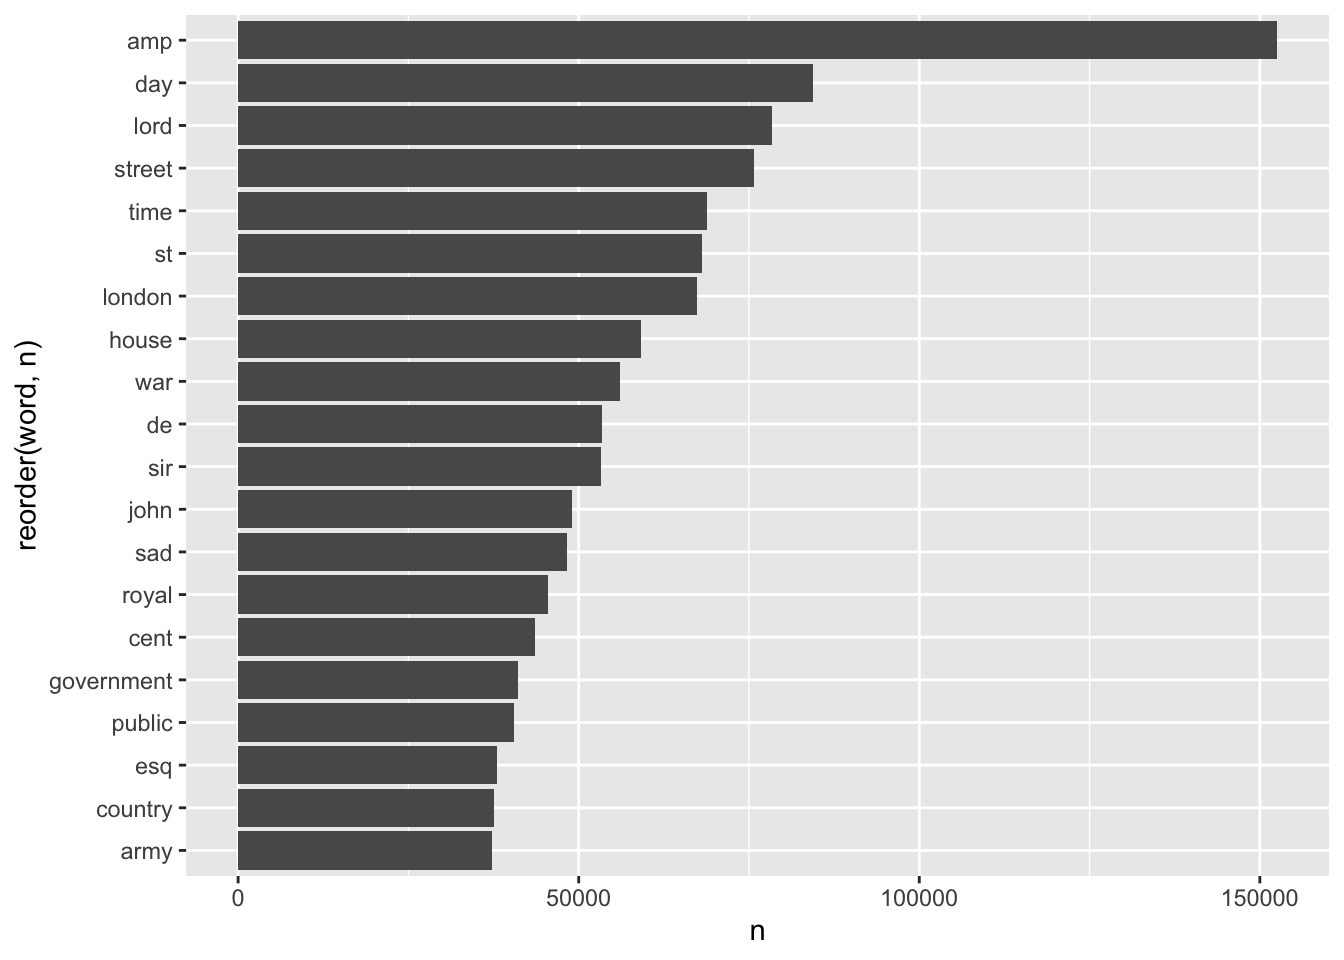 amp
day
lord
street
time
st
london
house
war
de
sir
john
sad
royal
cent
government
public
esq
country
army
reorder(word, n)
0 50000 100000 150000
n